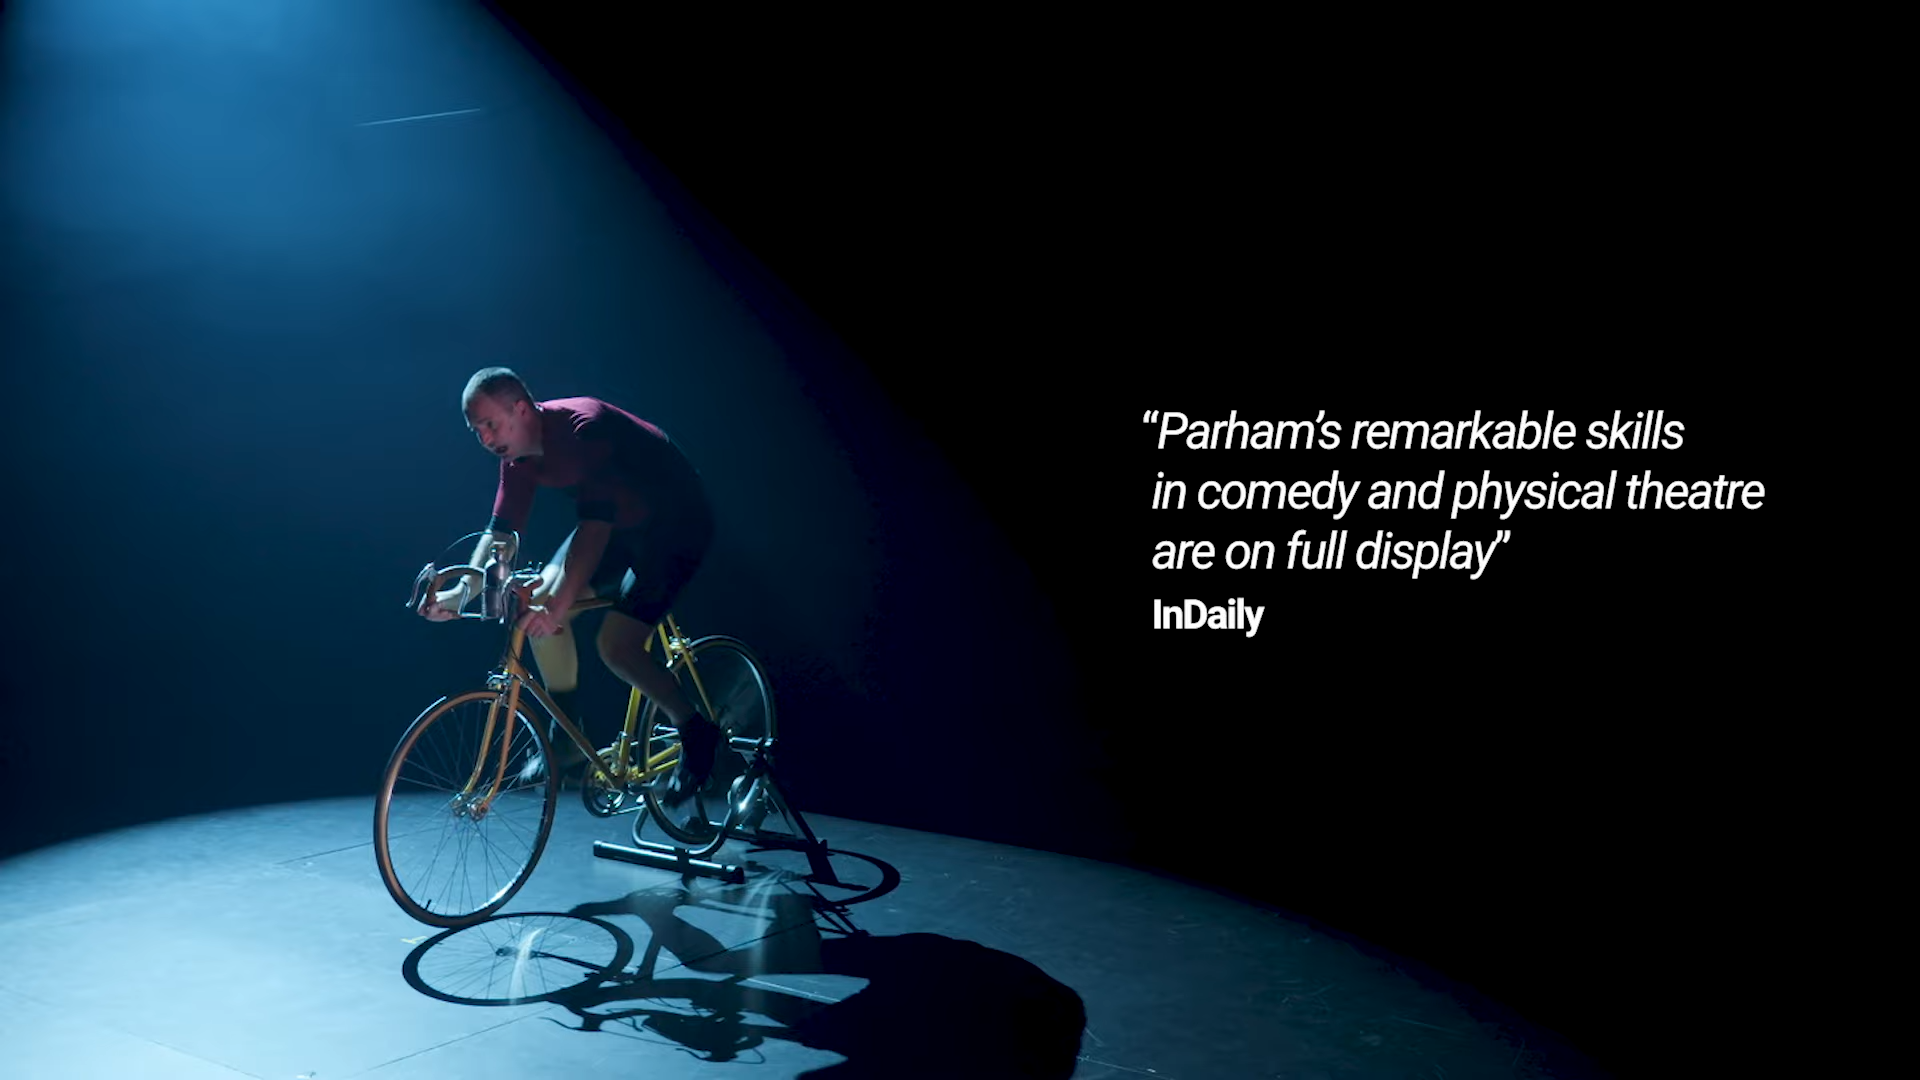 “Parham’s remarkable skills
in comedy and physical theatre
are on full display”
InDaily